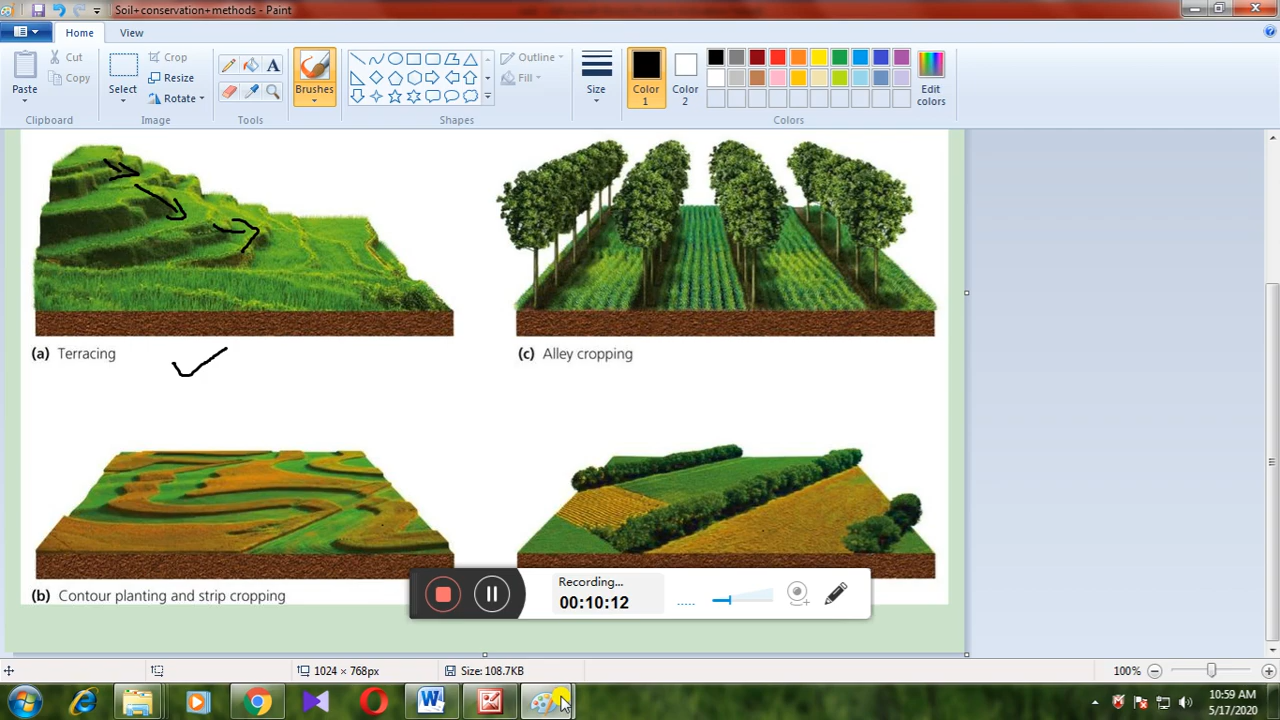 Soil+conservation+methods - Paint
Home
View
Paste
Cut
Copy
Clipboard
Select
Crop
Resize
Rotate
Image
A
Tools
Brushes
Outline
Fill
Shapes
Size
Color
1
Color
2
Edit
colors
Colors
(a) Terracing
(c) Alley cropping
(b) Contour planting and strip cropping
Recording...
00:10:12
1024 × 768px
Size: 108.7KB
100%
W
10:59 AM
5/17/2020